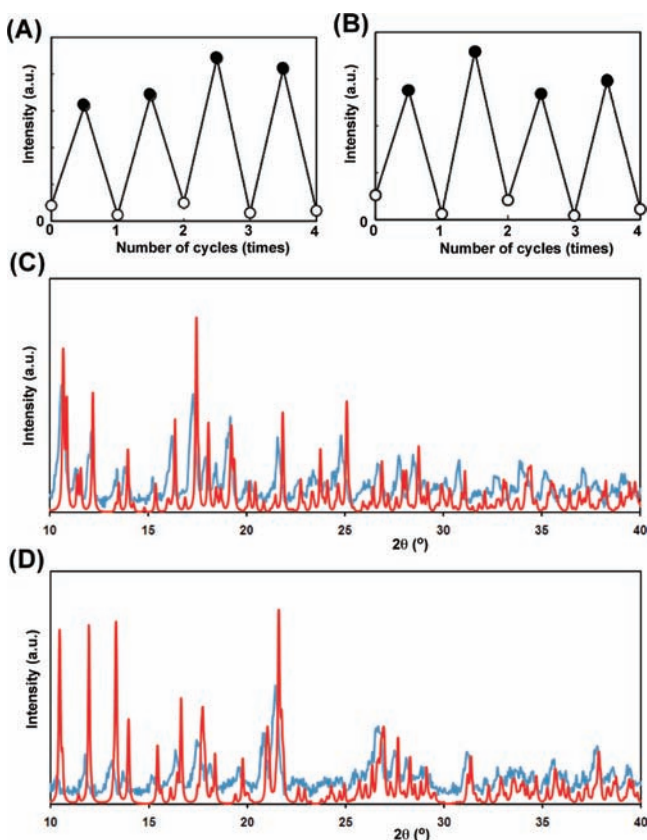 (A)
Intensity (a.u.)
0
0 1 2 3 4
Number of cycles (times)
(B)
Intensity (a.u.)
0
0 1 2 3 4
Number of cycles (times)
(C)
Intensity (a.u.)
10 15 20 25 30 35 40
2θ (°)
(D)
Intensity (a.u.)
10 15 20 25 30 35 40
2θ (°)